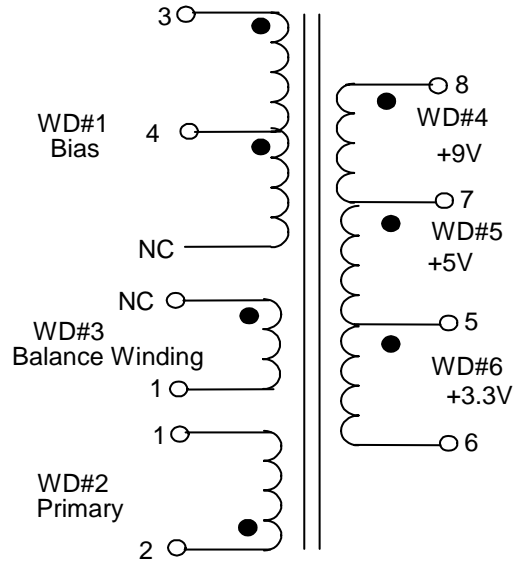 3
WD#1
Bias
4
NC
NC
WD#3
Balance Winding
1
1
WD#2
Primary
2
8
WD#4
+9V
7
WD#5
+5V
5
WD#6
+3.3V
6